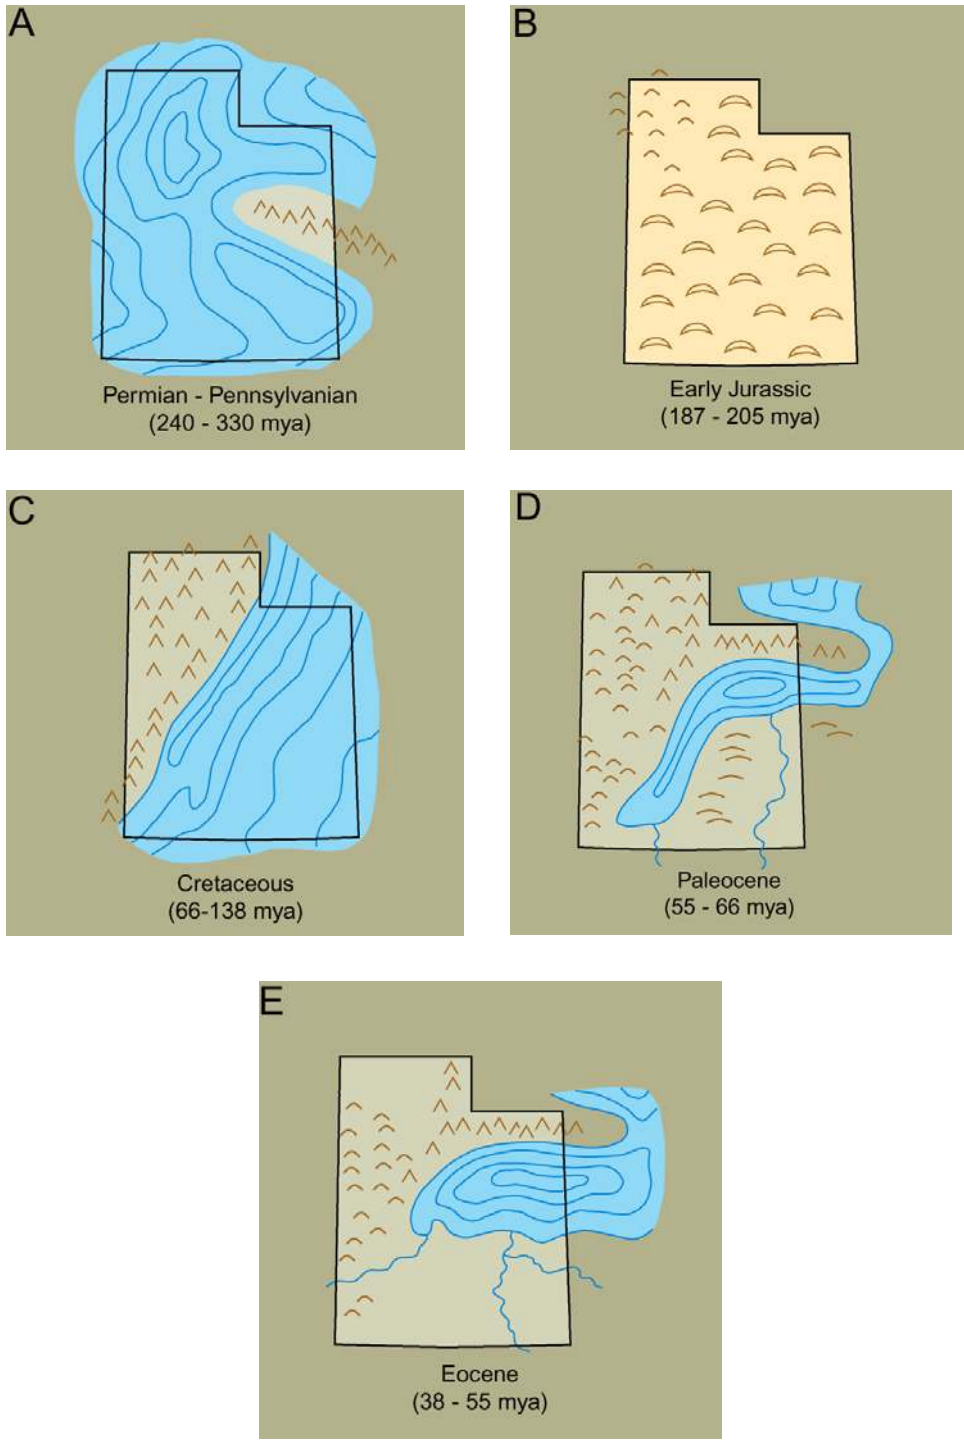 A
Permian - Pennsylvanian
(240 - 330 mya)
B
Early Jurassic
(187 - 205 mya)
C
Cretaceous
(66-138 mya)
D
Paleocene
(55 - 66 mya)
E
Eocene
(38 - 55 mya)